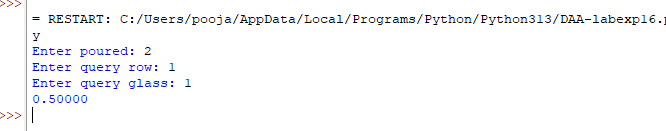 >>>
= RESTART: C:/Users/pooja/AppData/Local/Programs/Python/Python313/DAA-labexp16.p
y
Enter poured: 2
Enter query row: 1
Enter query glass: 1
0.50000
>>>